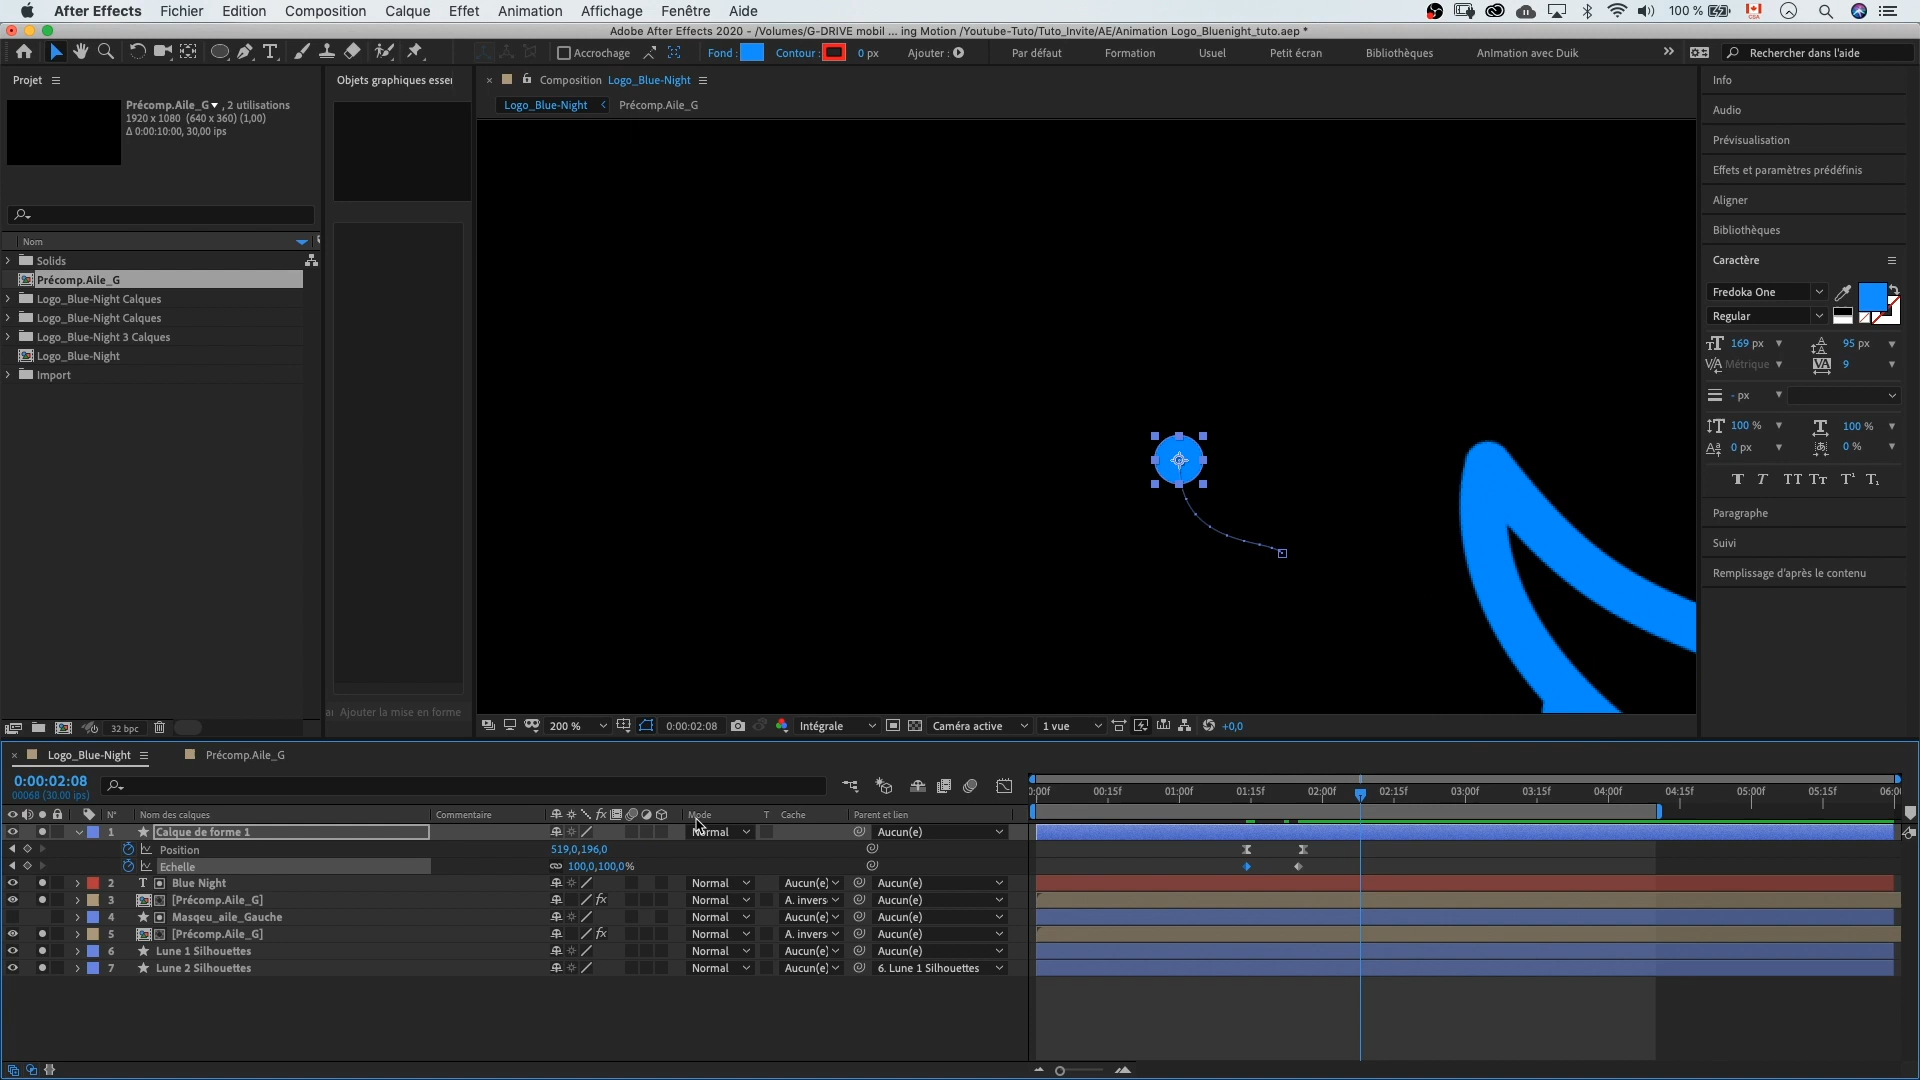 After Effects Fichier Edition Composition Calque Effet Animation Affichage Fenêtre Aide 100 %
Adobe After Effects 2020 - /Volumes/G-DRIVE mobil ... ing Motion /Youtube-Tuto/Tuto_Invite/AE/Animation Logo_Bluenight_tuto.aep *
Accrochage Fond : Contour : 0 px Ajouter : Par défaut Formation Usuel Petit écran Bibliothèques Animation avec Duik » Rechercher dans l'aide
Projet Objets graphiques esser × Composition Logo_Blue-Night Info
Précomp.Aile_G , 2 utilisations
1920 x 1080 (640 x 360) (1,00)
Δ 0:00:10:00, 30,00 ips
Logo_Blue-Night Précomp.Aile_G
Audio
Prévisualisation
Effets et paramètres prédéfinis
Aligner
Bibliothèques
Nom
Solids
Précomp.Aile_G
Logo_Blue-Night Calques
Logo_Blue-Night Calques
Logo_Blue-Night 3 Calques
Logo_Blue-Night
Import
Caractère
Fredoka One
Regular
169 px 95 px
Métrique 9
- px
100 % 100 %
0 px 0 %
T T TT Tr T¹ T₁
Paragraphe
Suivi
Remplissage d'après le contenu
Ajouter la mise en forme
32 bpc 200 % 0:00:02:08 Intégrale Caméra active 1 vue +0,0
× Logo_Blue-Night Précomp.Aile_G
0:00:02:08
00068 (30.00 ips)
:00f 00:15f 01:00f 01:15f 02:00f 02:15f 03:00f 03:15f 04:00f 04:15f 05:00f 05:15f 06:00
N° Nom des calques Commentaire fx Mode T Cache Parent et lien
1 Calque de forme 1 Normal Aucun(e)
Position 519,0,196,0
Echelle 100,0,100,0%
2 T Blue Night Normal Aucun(e) Aucun(e)
3 [Précomp.Aile_G] fx Normal A. invers Aucun(e)
4 Masqeu_aile_Gauche Normal Aucun(e) Aucun(e)
5 [Précomp.Aile_G] fx Normal A. invers Aucun(e)
6 Lune 1 Silhouettes Normal Aucun(e) Aucun(e)
7 Lune 2 Silhouettes Normal Aucun(e) 6. Lune 1 Silhouettes